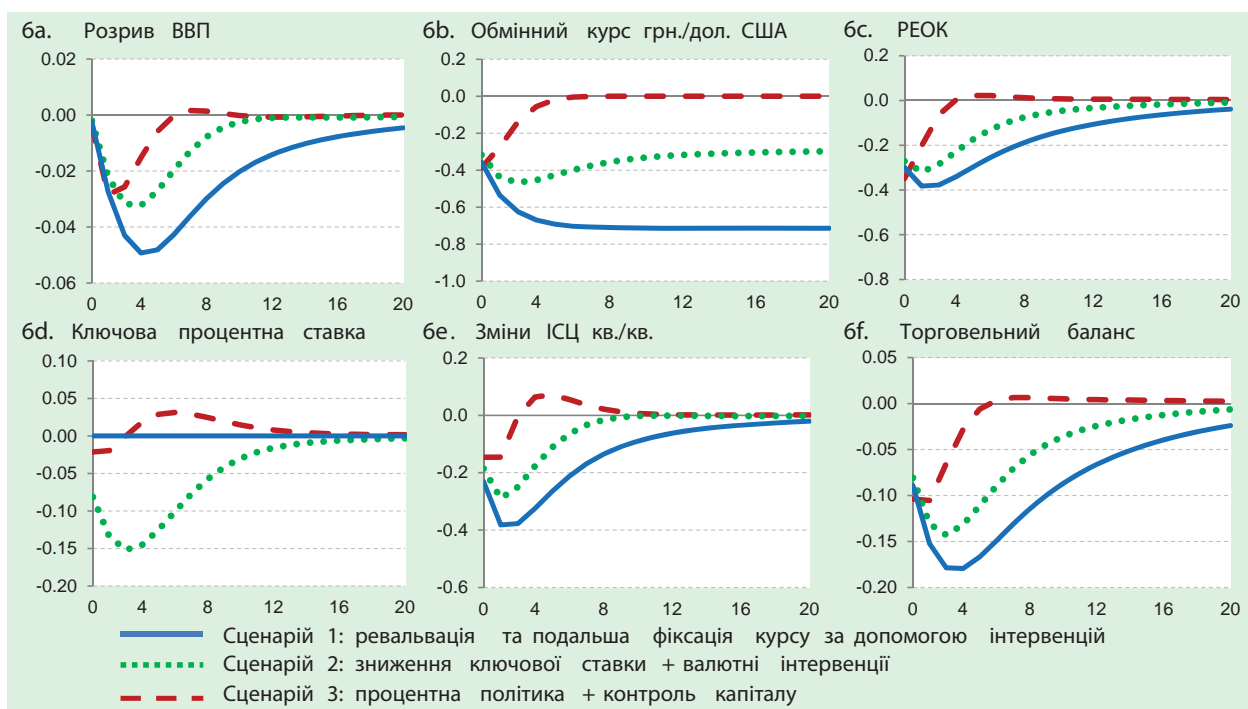 6a. Розрив ВВП
0.02
0.00
-0.02
-0.04
-0.06
0 4 8 12 16 20
6b. Обмінний курс грн./дол. США
0.2
0.0
-0.2
-0.4
-0.6
-0.8
-1.0
0 4 8 12 16 20
6c. РЕОК
0.2
0.0
-0.2
-0.4
-0.6
-0.8
0 4 8 12 16 20
6d. Ключова процентна ставка
0.10
0.05
0.00
-0.05
-0.10
-0.15
-0.20
0 4 8 12 16 20
6e. Зміни ІСЦ кв./кв.
0.2
0.0
-0.2
-0.4
-0.6
0 4 8 12 16 20
6f. Торговельний баланс
0.05
0.00
-0.05
-0.10
-0.15
-0.20
0 4 8 12 16 20
Сценарій 1: ревальвація та подальша фіксація курсу за допомогою інтервенцій
Сценарій 2: зниження ключової ставки + валютні інтервенції
Сценарій 3: процентна політика + контроль капіталу